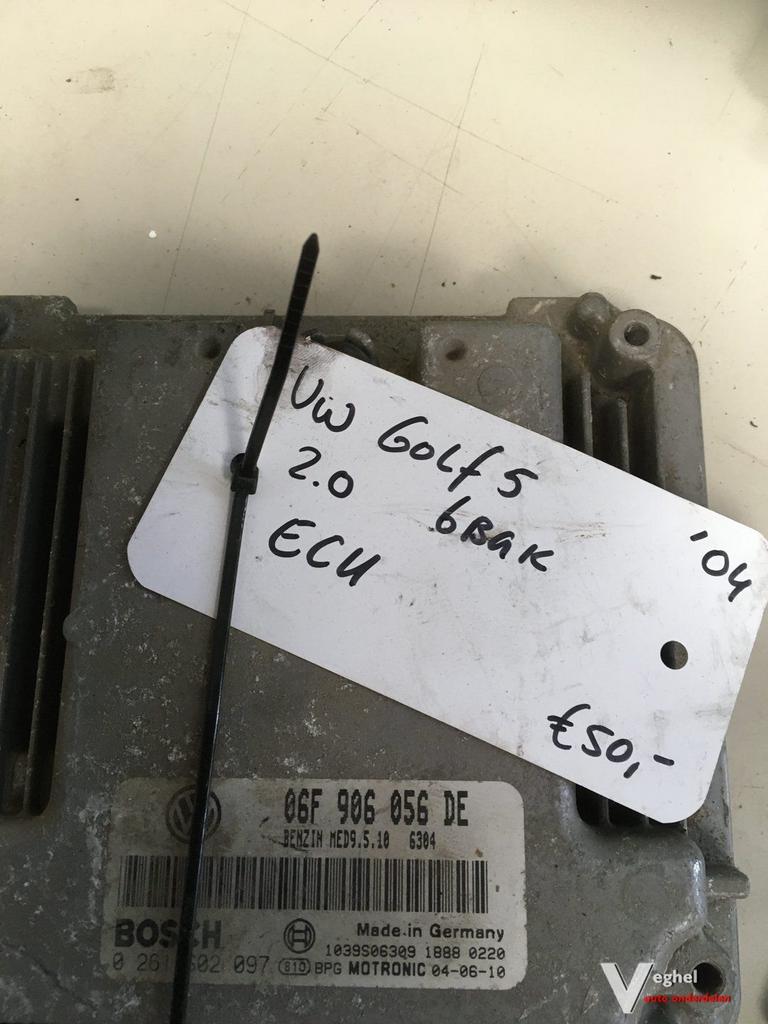 VW Golf 5
2.0 6Bak
ECU
'04
€50,-
06F 906 056 DE
BENZIN MED9.5.10 6304
BOSCH
Made in Germany
1039S06309 1888 0220
0 261 S02 097 810 BPG MOTRONIC 04-06-10
Veghel
auto onderdelen